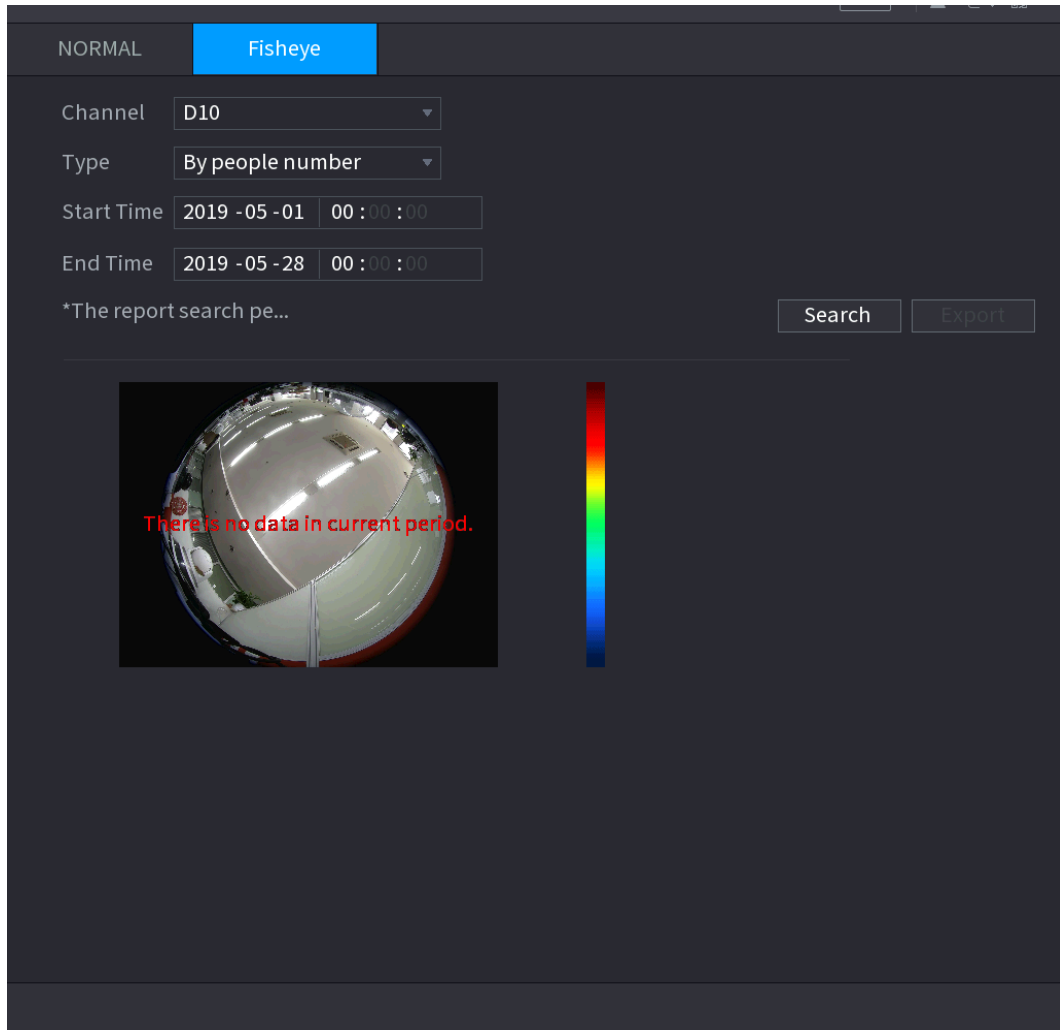 NORMAL Fisheye
Channel D10
Type By people number
Start Time 2019 -05 -01 00 :00 :00
End Time 2019 -05 -28 00 :00 :00
*The report search pe...
Search Export
There is no data in current period.